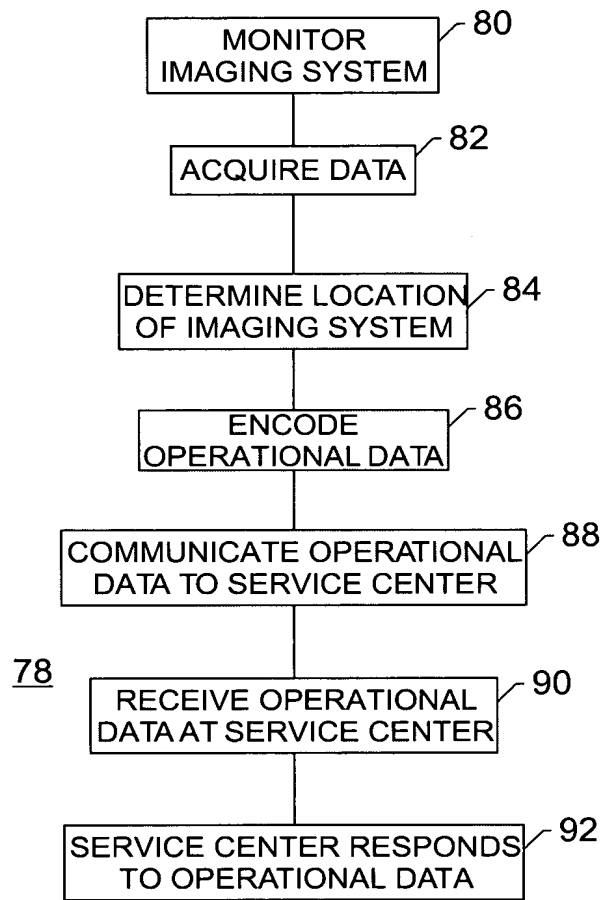 MONITOR
IMAGING SYSTEM
80
ACQUIRE DATA
82
DETERMINE LOCATION
OF IMAGING SYSTEM
84
ENCODE
OPERATIONAL DATA
86
COMMUNICATE OPERATIONAL
DATA TO SERVICE CENTER
88
78
RECEIVE OPERATIONAL
DATA AT SERVICE CENTER
90
SERVICE CENTER RESPONDS
TO OPERATIONAL DATA
92